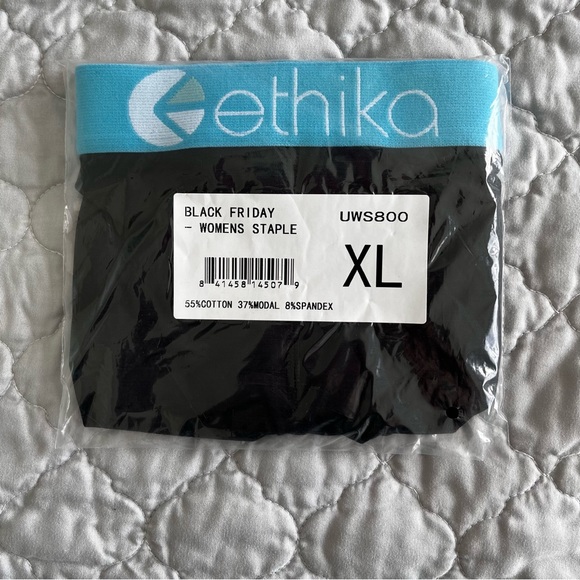 ethika
BLACK FRIDAY UWS800
- WOMENS STAPLE
XL
8 41458 14507 9
55%COTTON 37%MODAL 8%SPANDEX